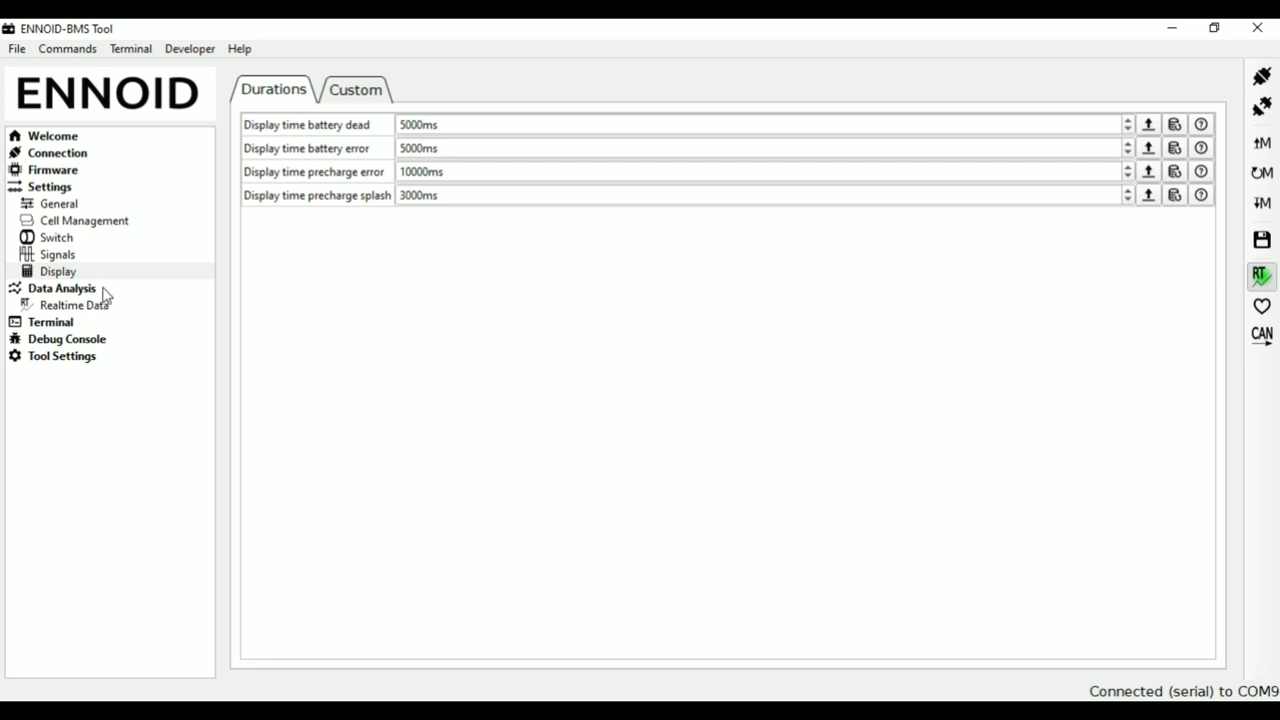 ENNOID-BMS Tool
File Commands Terminal Developer Help
ENNOID
Welcome
Connection
Firmware
Settings
General
Cell Management
Switch
Signals
Display
Data Analysis
RT Realtime Data
Terminal
Debug Console
Tool Settings
Durations Custom
Display time battery dead 5000ms
Display time battery error 5000ms
Display time precharge error 10000ms
Display time precharge splash 3000ms
M
M
M
RT
CAN
Connected (serial) to COM9